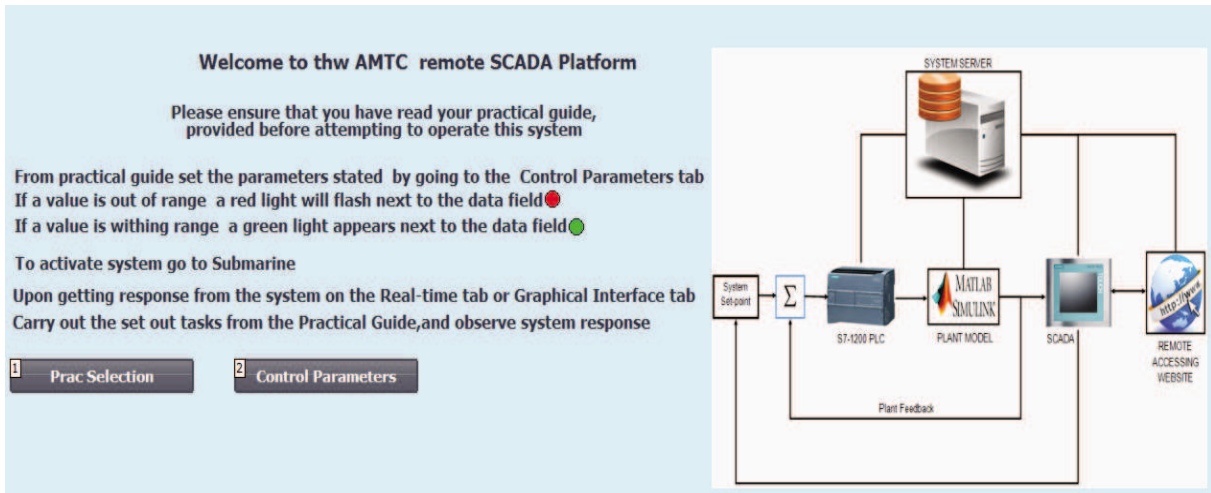 Welcome to thw AMTC remote SCADA Platform
Please ensure that you have read your practical guide,
provided before attempting to operate this system
From practical guide set the parameters stated by going to the Control Parameters tab
If a value is out of range a red light will flash next to the data field
If a value is withing range a green light appears next to the data field
To activate system go to Submarine
Upon getting response from the system on the Real-time tab or Graphical Interface tab
Carry out the set out tasks from the Practical Guide,and observe system response
1 Prac Selection
2 Control Parameters
SYSTEM SERVER
System
Set-point
Σ
S7-1200 PLC
MATLAB
SIMULINK
PLANT MODEL
SCADA
http://www.
REMOTE
ACCESSING
WEBSITE
Plant Feedback